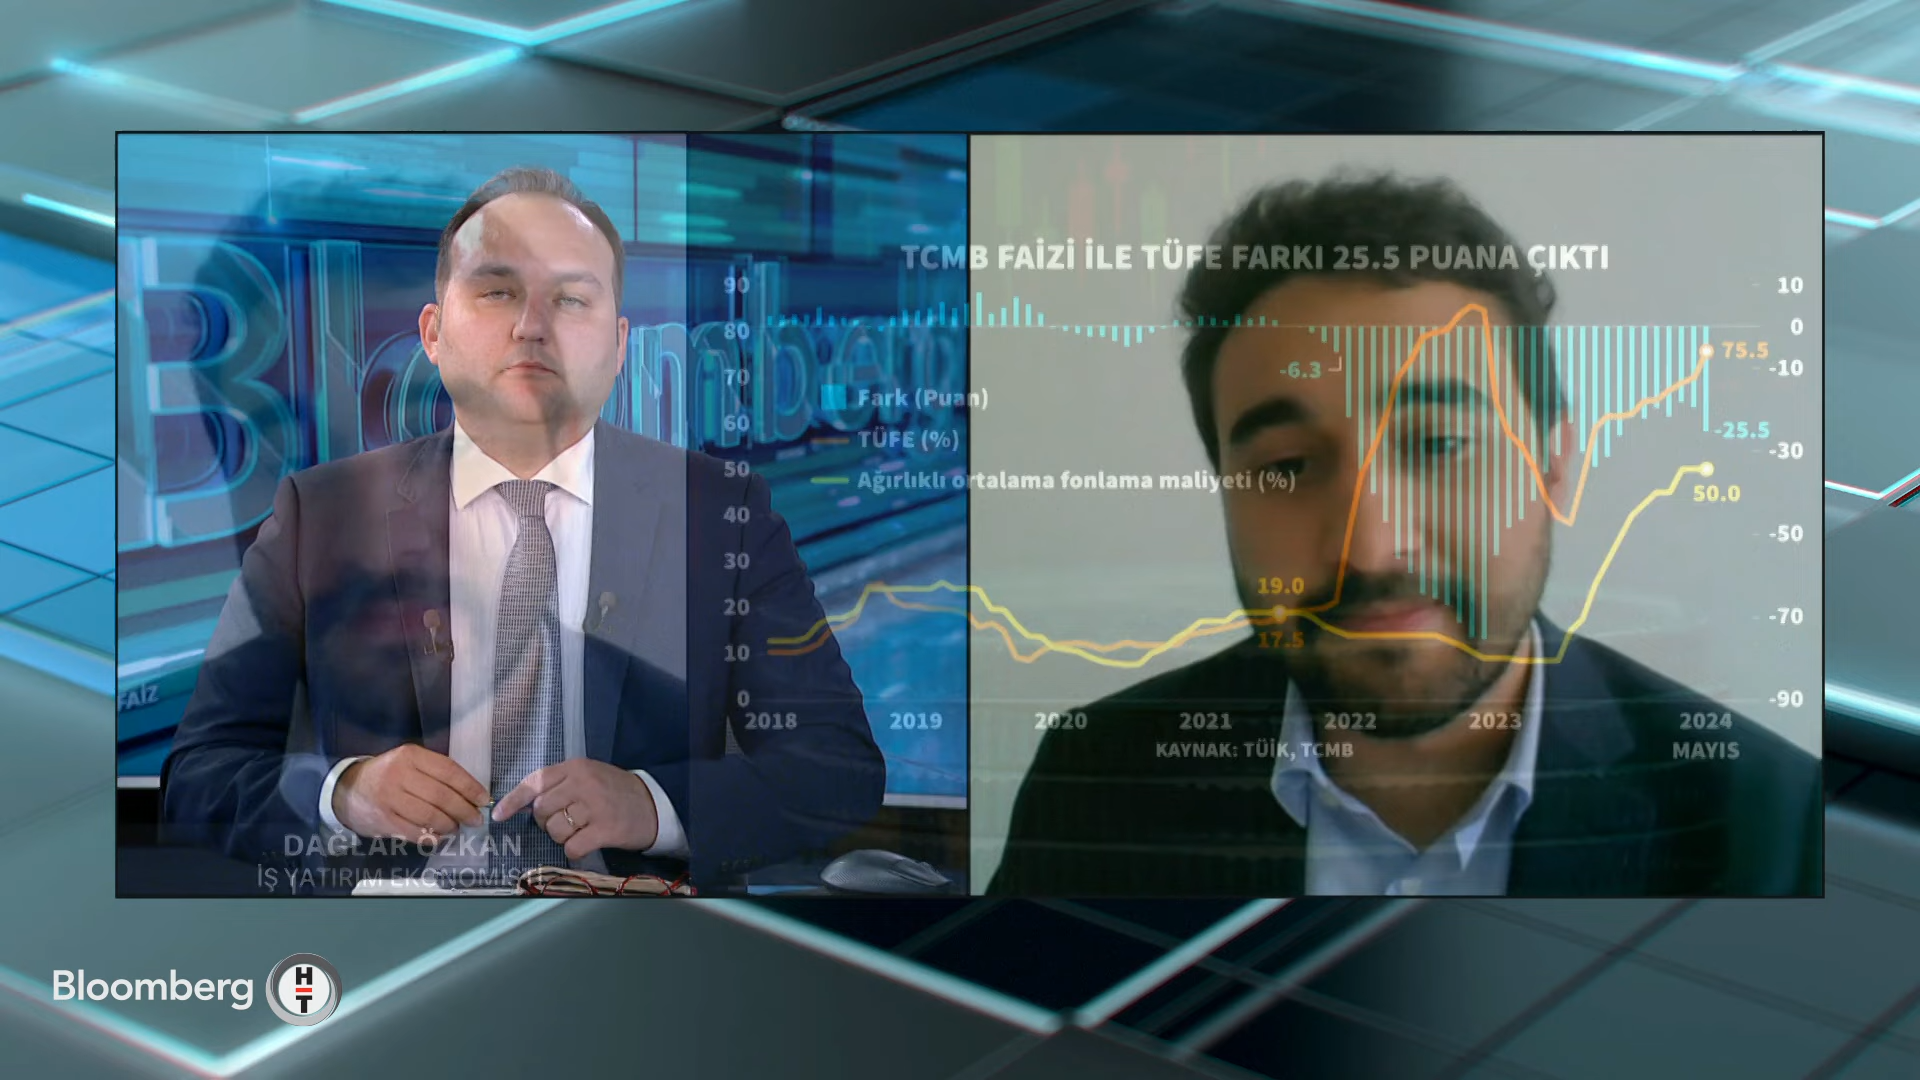 Bloomberg
FAİZ
TCMB FAİZİ İLE TÜFE FARKI 25.5 PUANA ÇIKTI
90
80
70
60
50
40
30
20
10
0
10
0
-10
-30
-50
-70
-90
Fark (Puan)
TÜFE (%)
Ağırlıklı ortalama fonlama maliyeti (%)
-6.3
75.5
-25.5
50.0
19.0
17.5
2018 2019 2020 2021 2022 2023 2024
MAYIS
KAYNAK: TÜİK, TCMB
DAĞLAR ÖZKAN
İŞ YATIRIM EKONOMİSTİ
Bloomberg HT